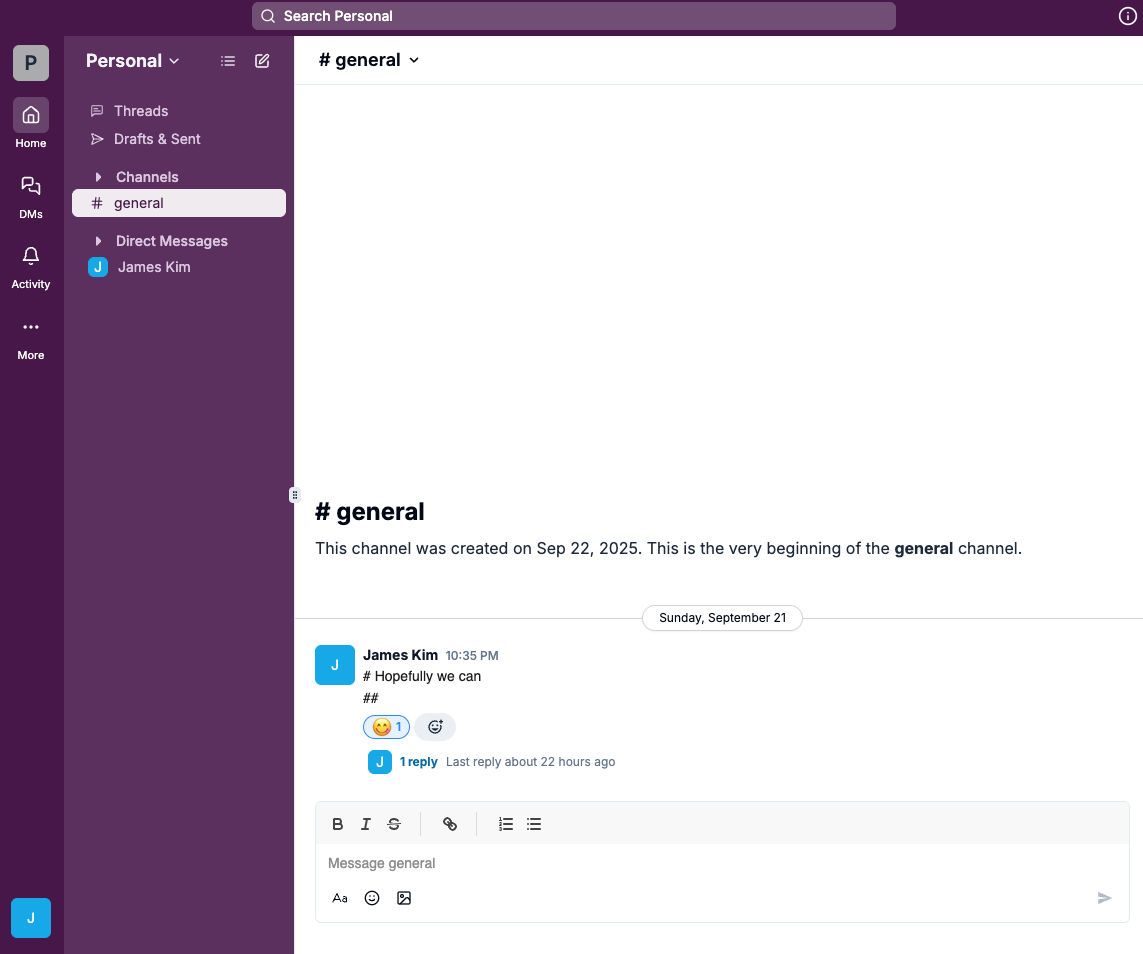 Search Personal
P
Home
DMs
Activity
More
J
Personal
Threads
Drafts & Sent
Channels
# general
Direct Messages
J James Kim
# general
# general
This channel was created on Sep 22, 2025. This is the very beginning of the general channel.
Sunday, September 21
J
James Kim 10:35 PM
# Hopefully we can
##
😋 1
J 1 reply Last reply about 22 hours ago
B I S
Message general
Aa